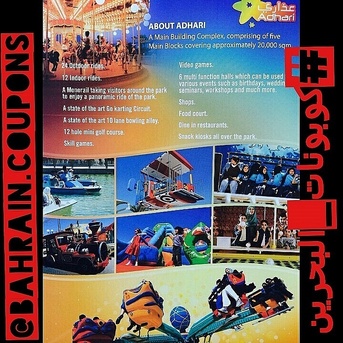 عذاري
Adhari
ABOUT ADHARI
A Main Building Complex, comprising of five
Main Blocks covering approximately 20,000 sqm
24 Outdoor rides.
12 Indoor rides.
A Monorail taking visitors around the park
to enjoy a panoramic ride of the park.
A state of the art Go karting Circuit.
A state of the art 10 lane bowling alley.
12 hole mini golf course.
Skill games.
Video games.
6 multi function halls which can be used
various events such as birthdays, wedding
seminars, workshops and much more.
Shops.
Food court.
Dine in restaurants.
Snack kiosks all over the park.
@BAHRAIN.COUPONS
#كوبونات_البحرين